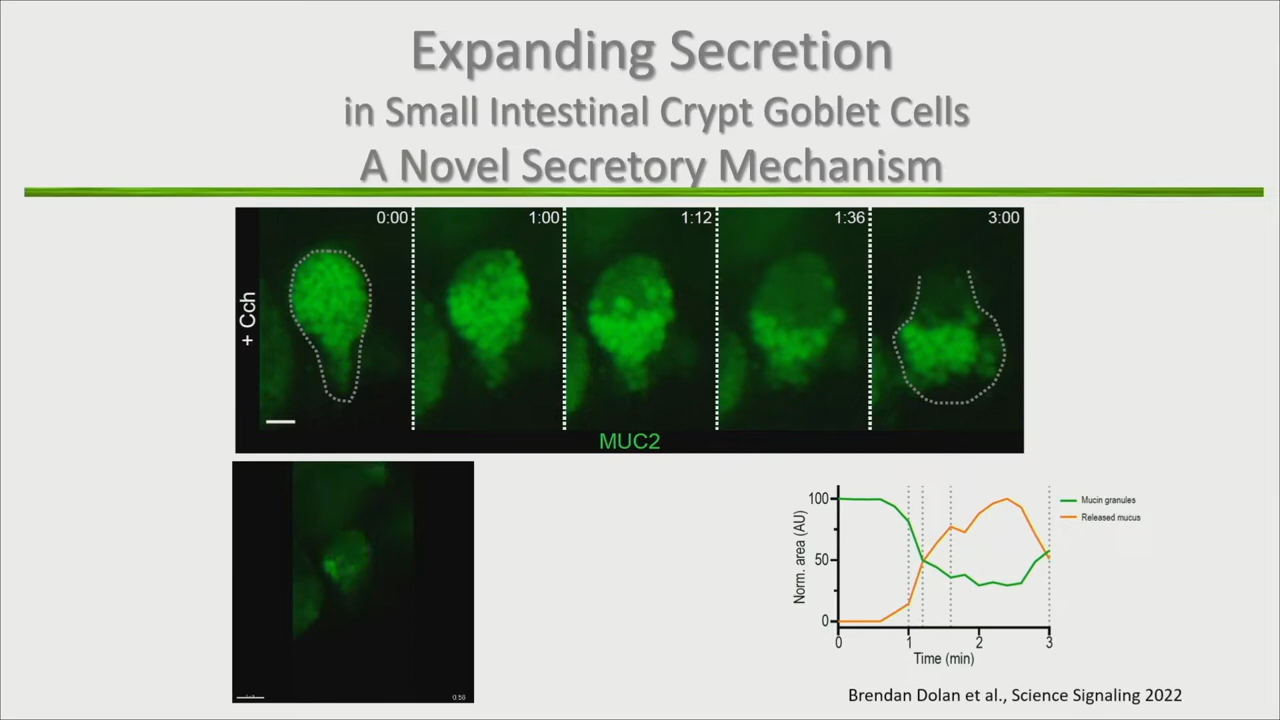 Expanding Secretion
in Small Intestinal Crypt Goblet Cells
A Novel Secretory Mechanism
0:00 1:00 1:12 1:36 3:00
+ Cch
MUC2
Mucin granules
Released mucus
Norm. area (AU)
100
50
0
0 1 2 3
Time (min)
0:50
Brendan Dolan et al., Science Signaling 2022